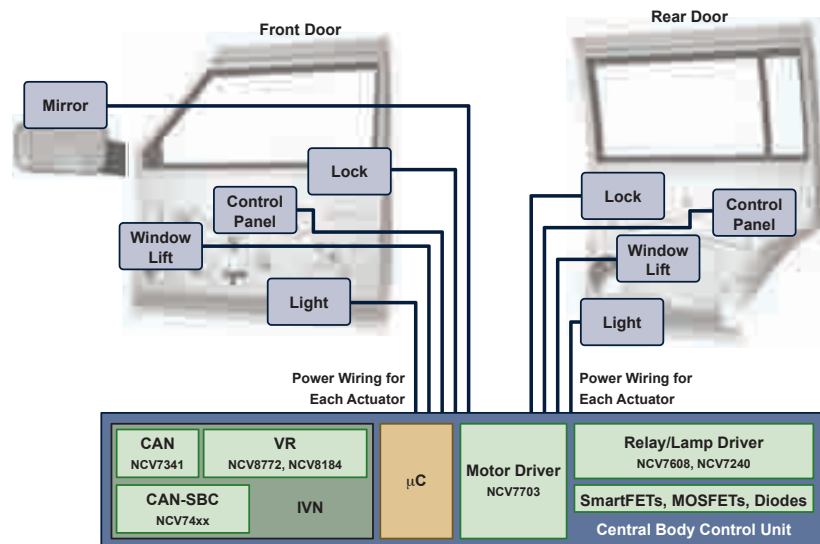 Front Door
Rear Door
Mirror
Lock
Control
Panel
Window
Lift
Light
Lock
Control
Panel
Window
Lift
Light
Power Wiring for
Each Actuator
Power Wiring for
Each Actuator
CAN
NCV7341
VR
NCV8772, NCV8184
CAN-SBC
NCV74xx
IVN
μC
Motor Driver
NCV7703
Relay/Lamp Driver
NCV7608, NCV7240
SmartFETs, MOSFETs, Diodes
Central Body Control Unit